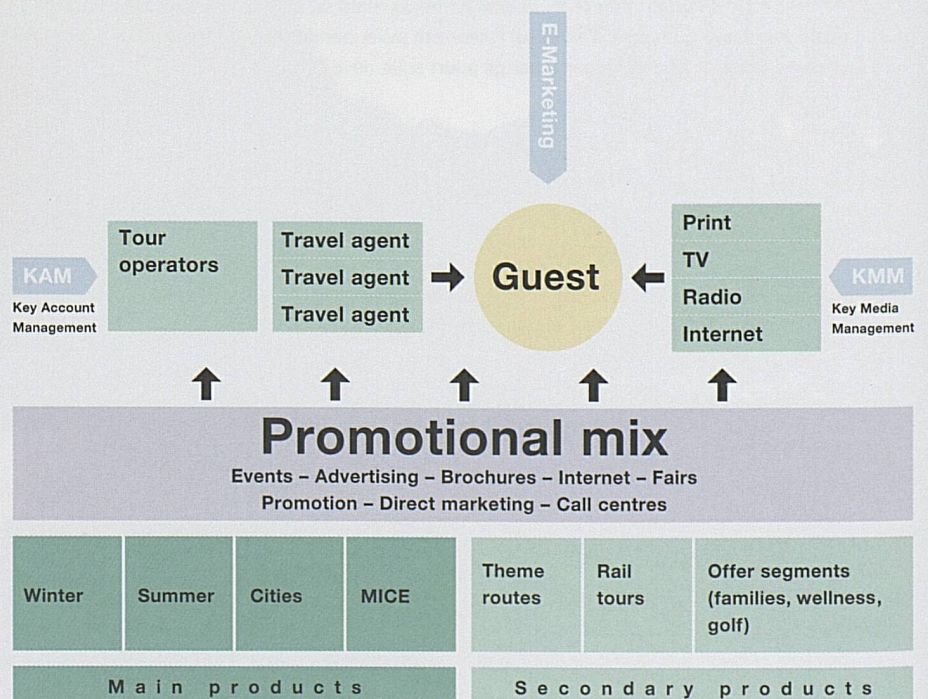 E-Marketing
KAM
Key Account
Management
Tour
operators
Travel agent
Travel agent
Travel agent
Guest
Print
TV
Radio
Internet
KMM
Key Media
Management
Promotional mix
Events – Advertising – Brochures – Internet – Fairs
Promotion – Direct marketing – Call centres
Winter
Summer
Cities
MICE
Theme
routes
Rail
tours
Offer segments
(families, wellness,
golf)
Main products
Secondary products